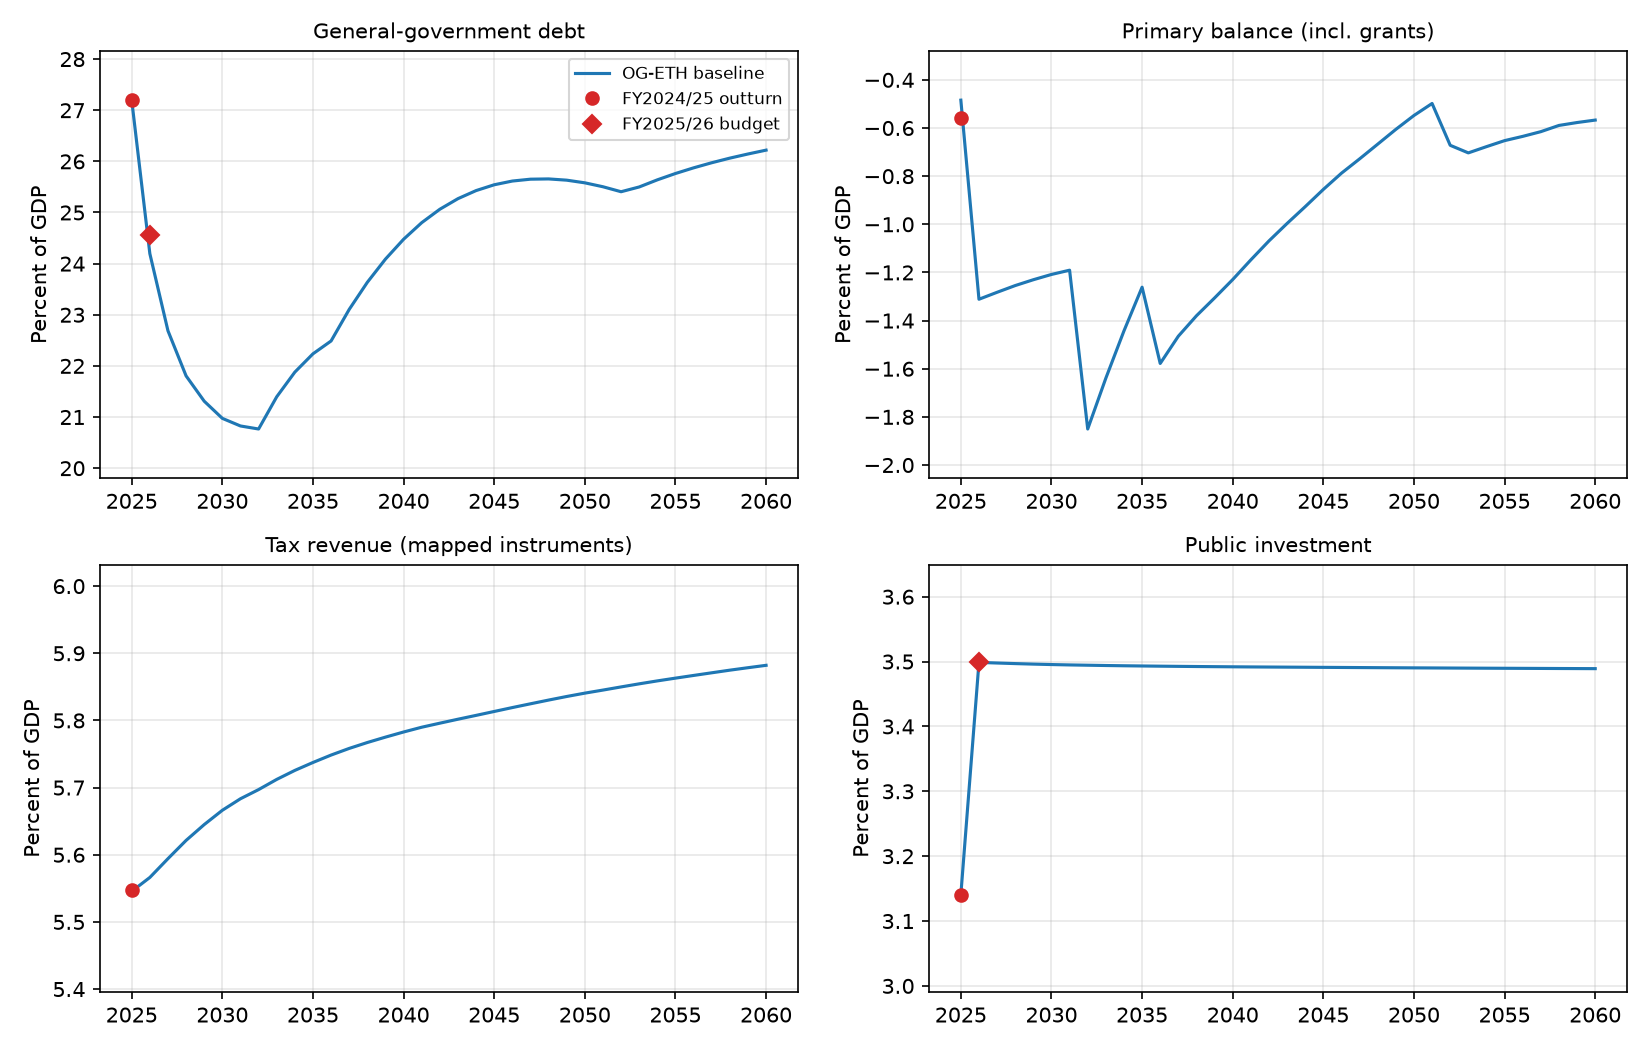 General-government debt
Percent of GDP
28
27
26
25
24
23
22
21
20
2025 2030 2035 2040 2045 2050 2055 2060
OG-ETH baseline
FY2024/25 outturn
FY2025/26 budget
Primary balance (incl. grants)
Percent of GDP
−0.4
−0.6
−0.8
−1.0
−1.2
−1.4
−1.6
−1.8
−2.0
2025 2030 2035 2040 2045 2050 2055 2060
Tax revenue (mapped instruments)
Percent of GDP
6.0
5.9
5.8
5.7
5.6
5.5
5.4
2025 2030 2035 2040 2045 2050 2055 2060
Public investment
Percent of GDP
3.6
3.5
3.4
3.3
3.2
3.1
3.0
2025 2030 2035 2040 2045 2050 2055 2060